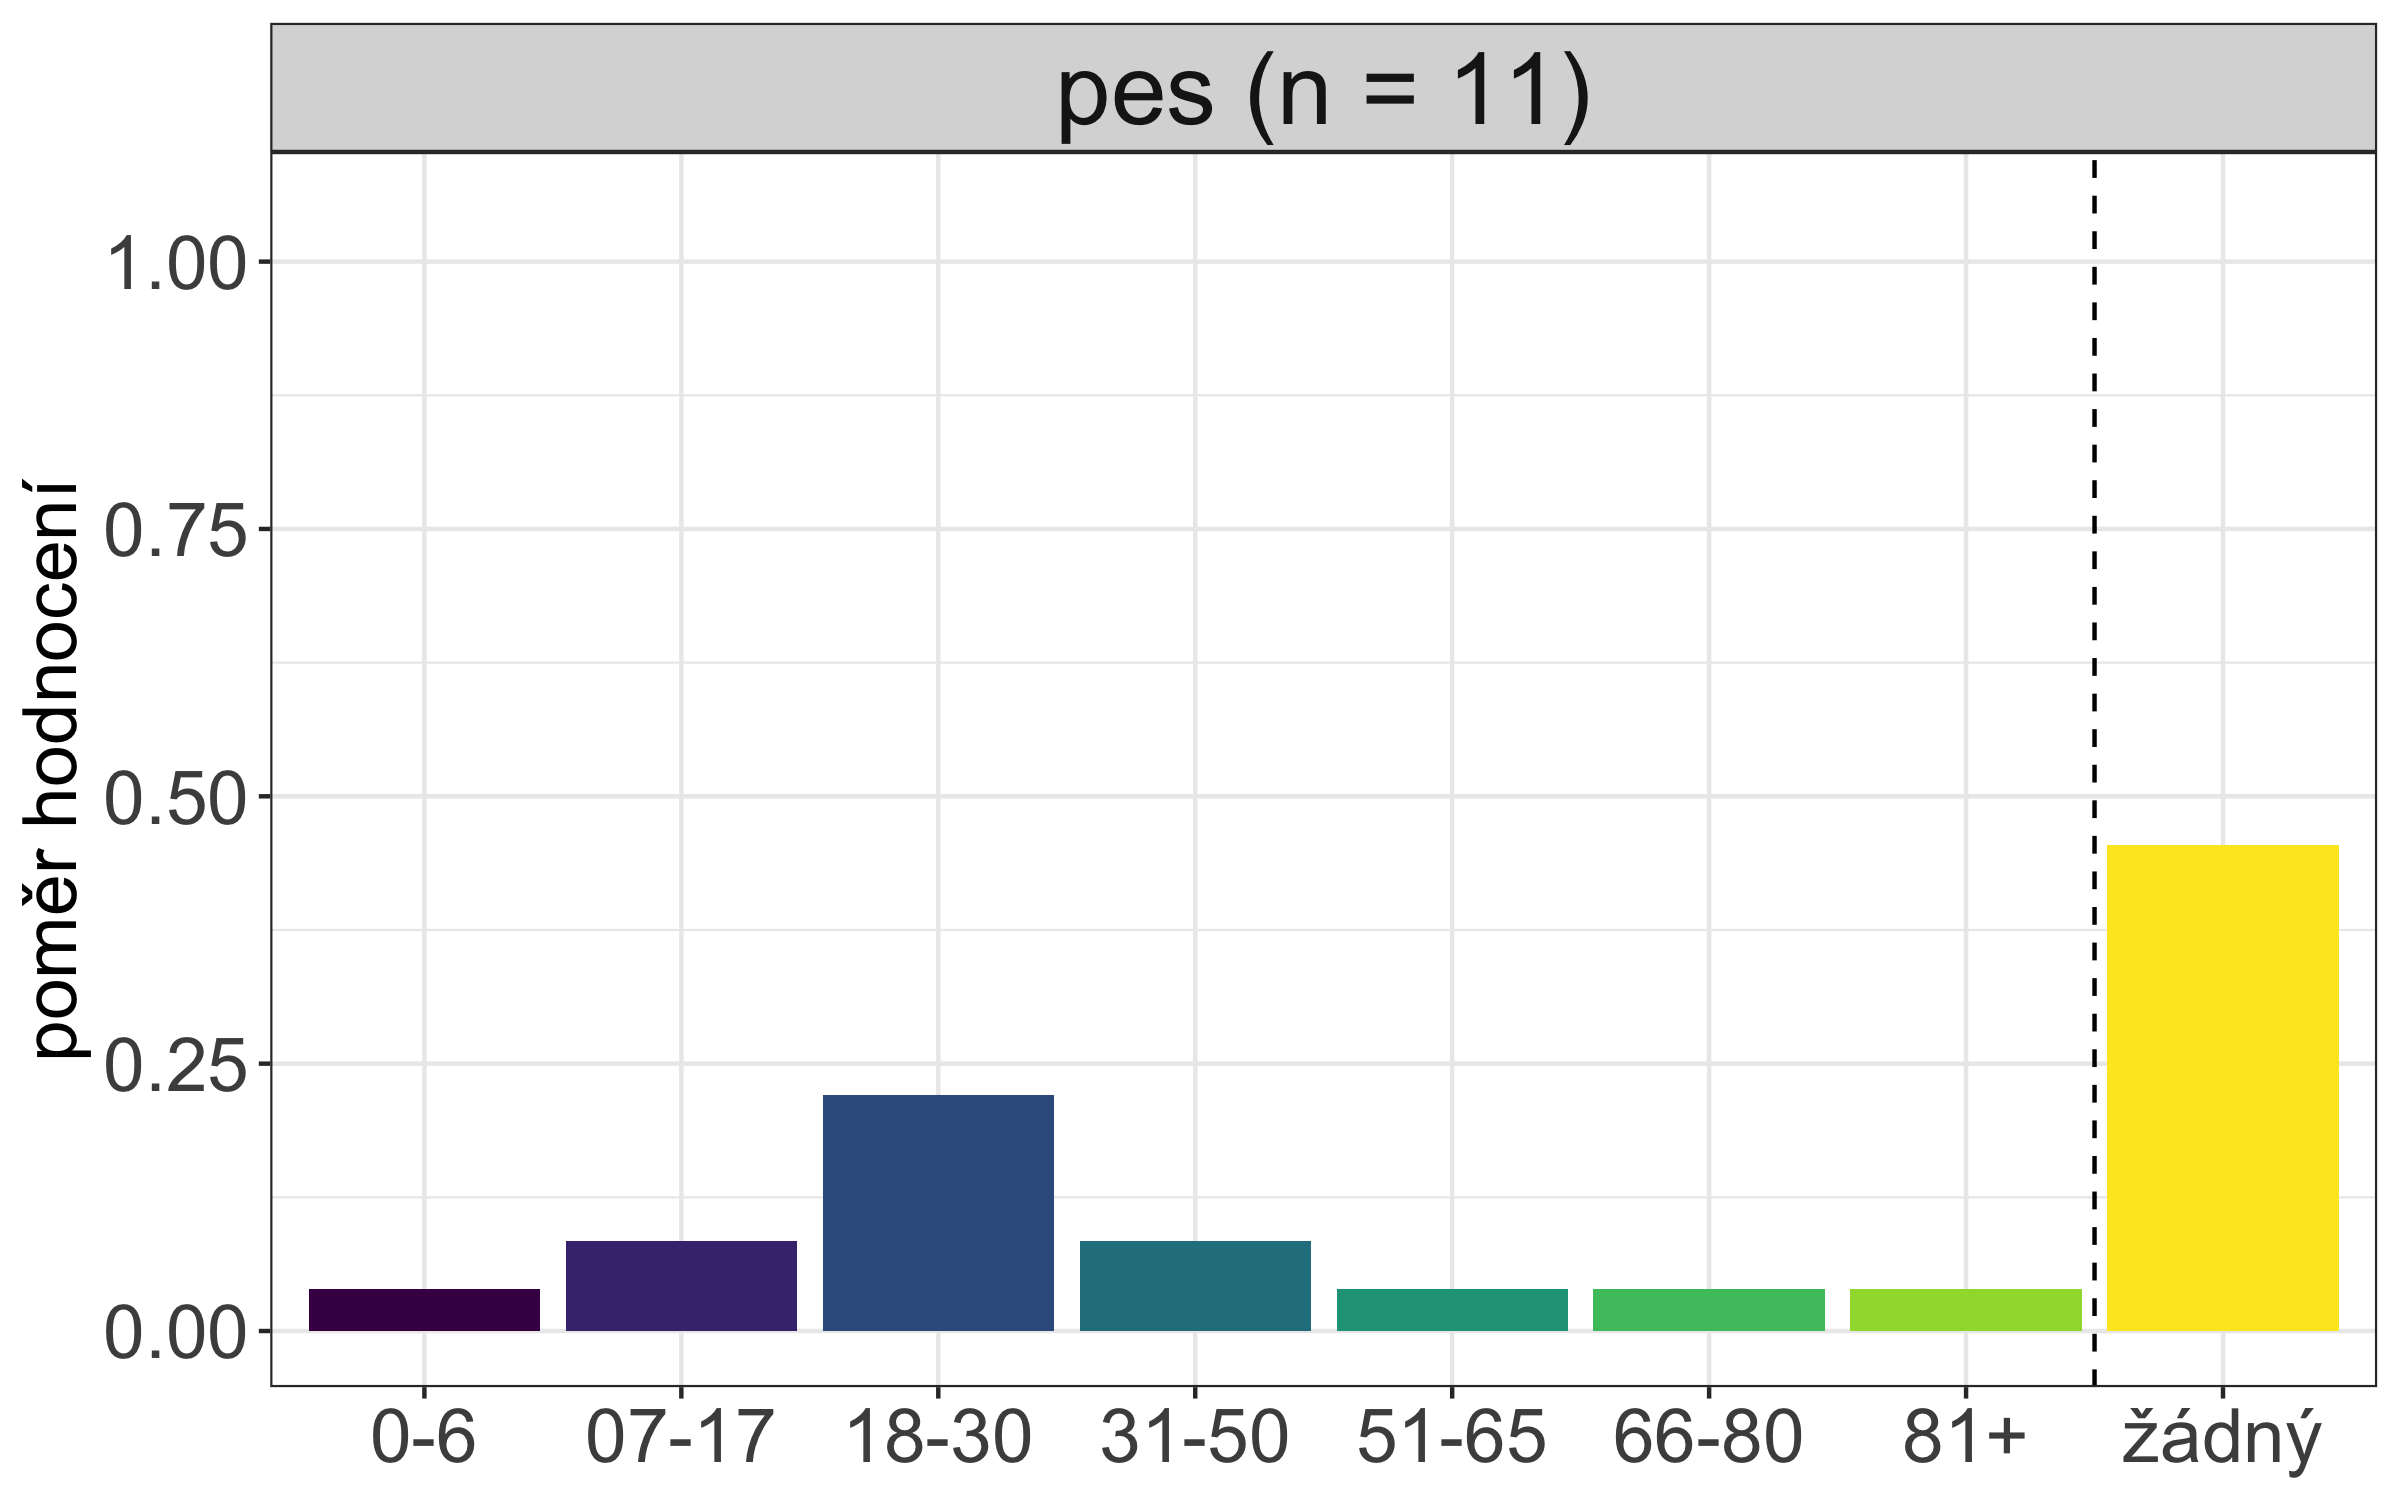 pes (n = 11)
poměr hodnocení
1.00
0.75
0.50
0.25
0.00
0-6 07-17 18-30 31-50 51-65 66-80 81+ žádný